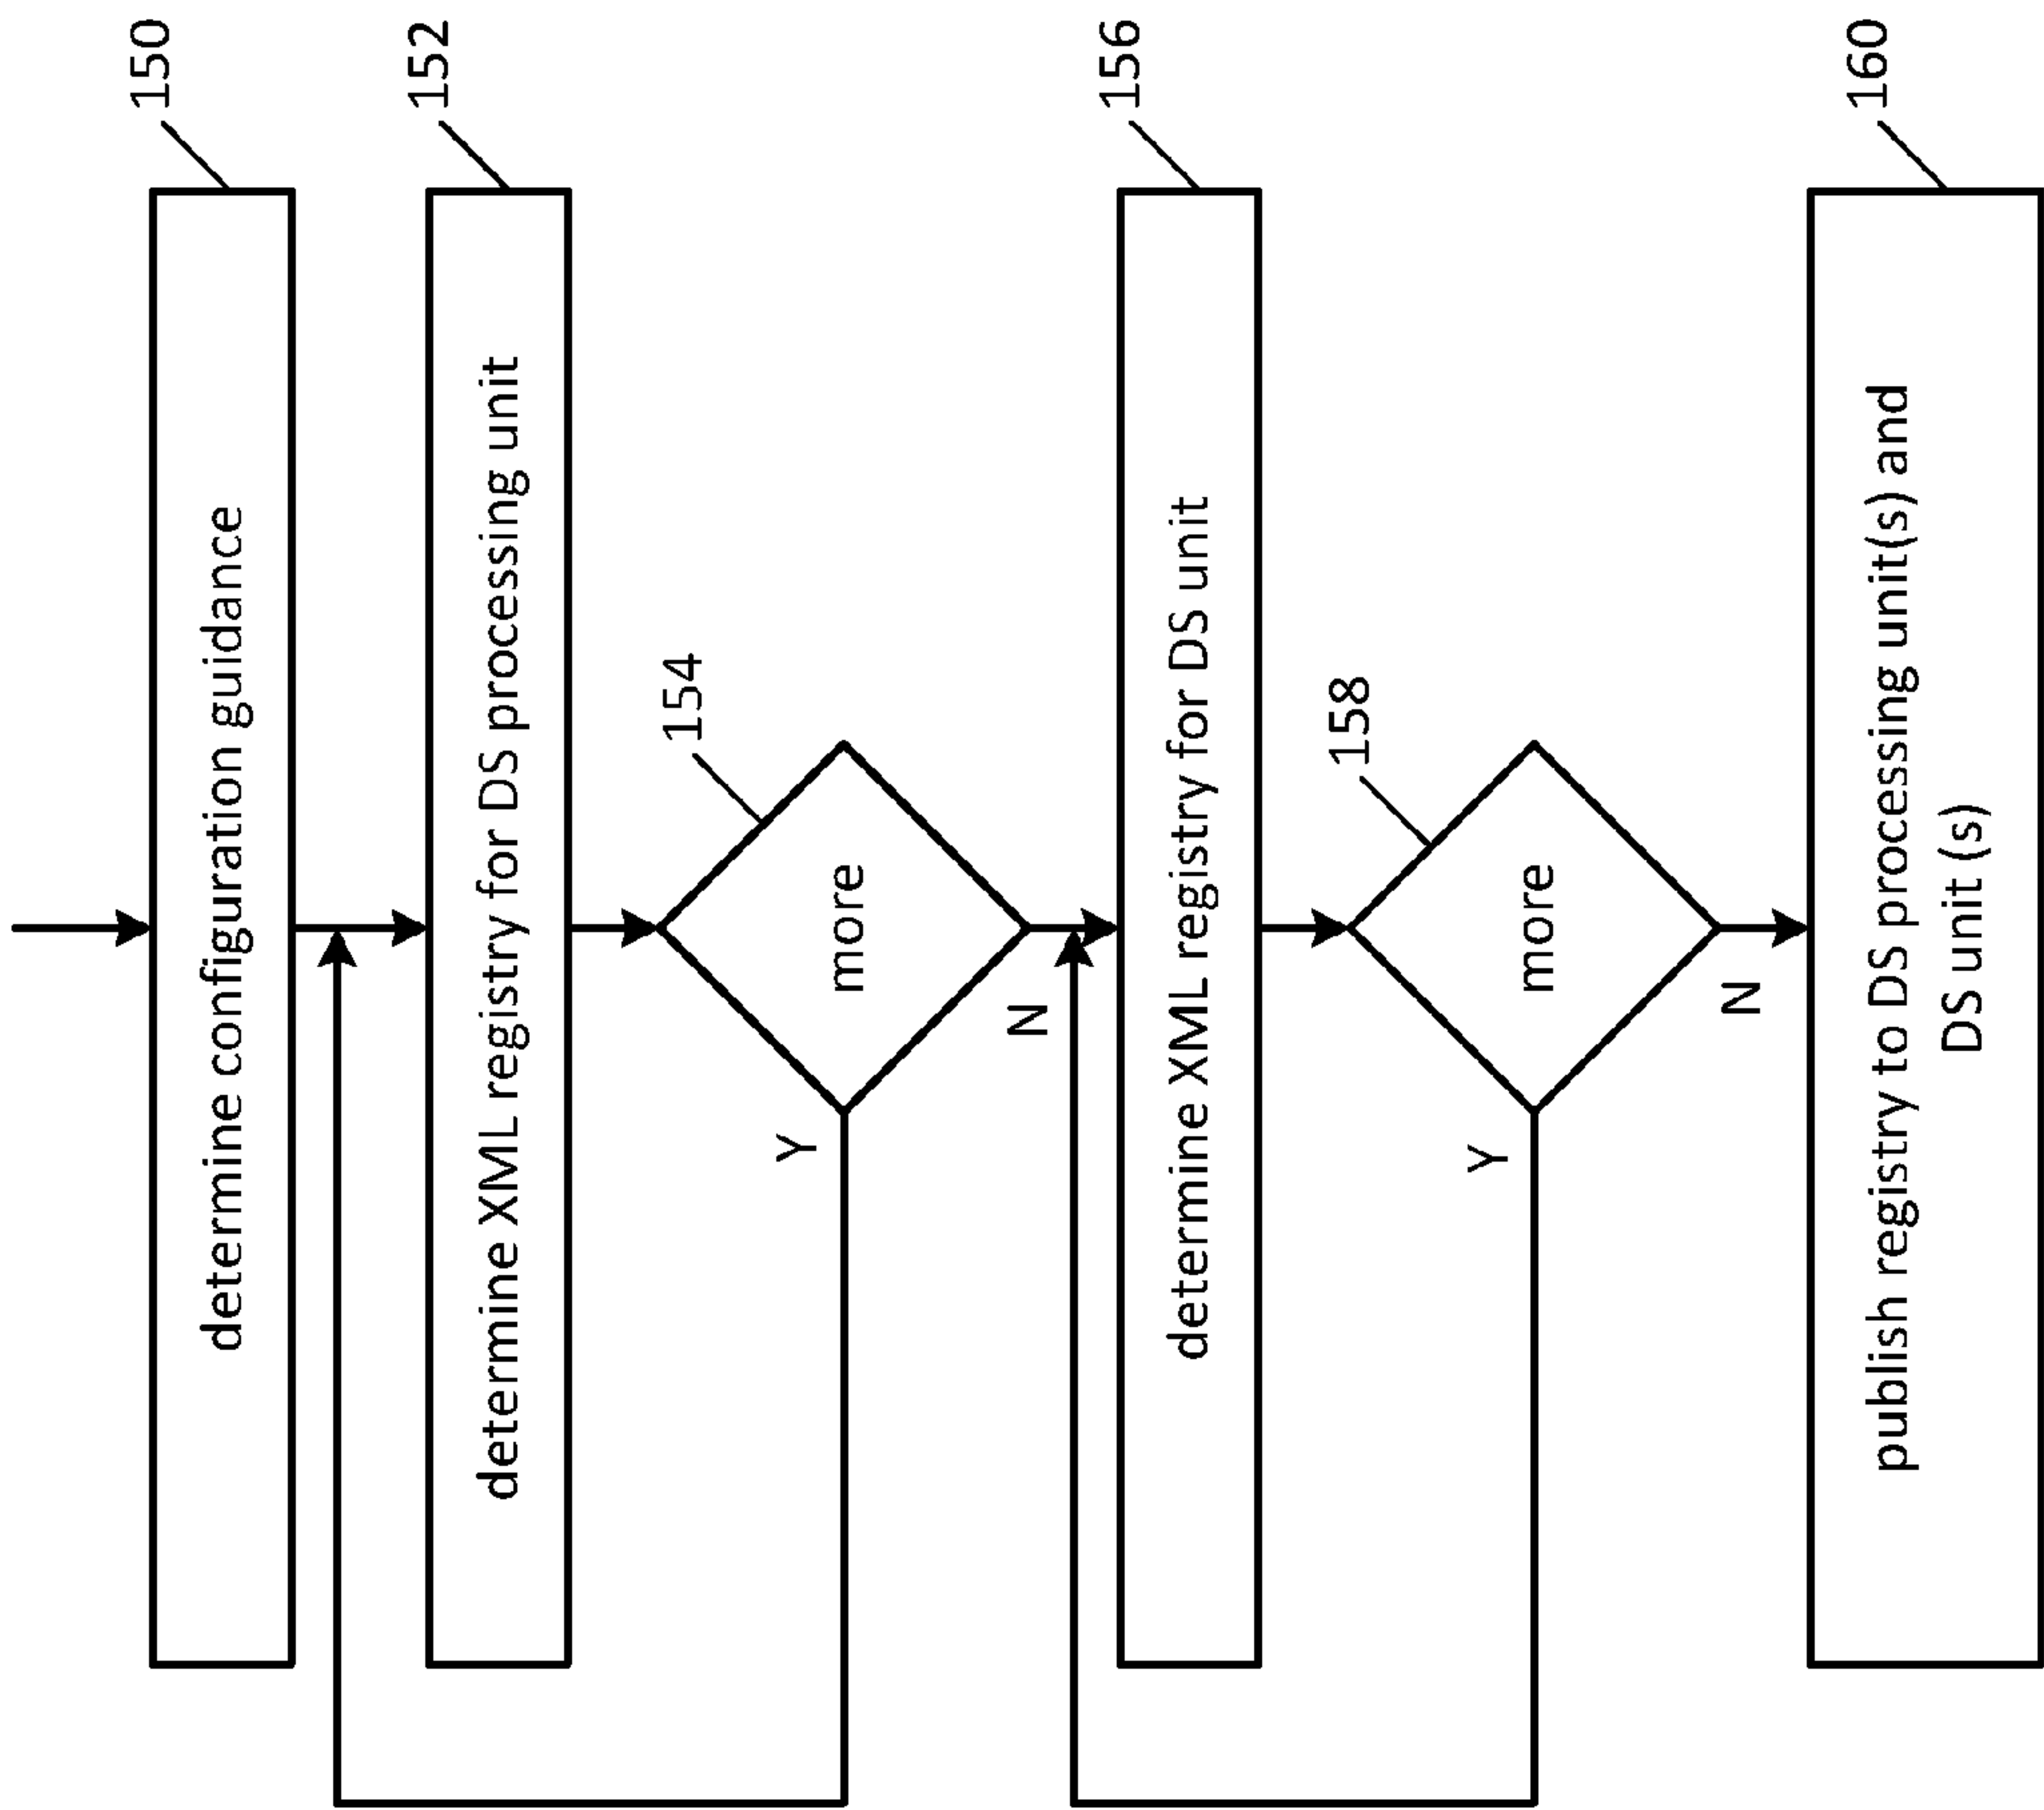 150
determine configuration guidance
152
determine XML registry for DS processing unit
154
more
Y
N
156
determine XML registry for DS unit
158
more
Y
N
160
publish registry to DS processing unit(s) and
DS unit (s)